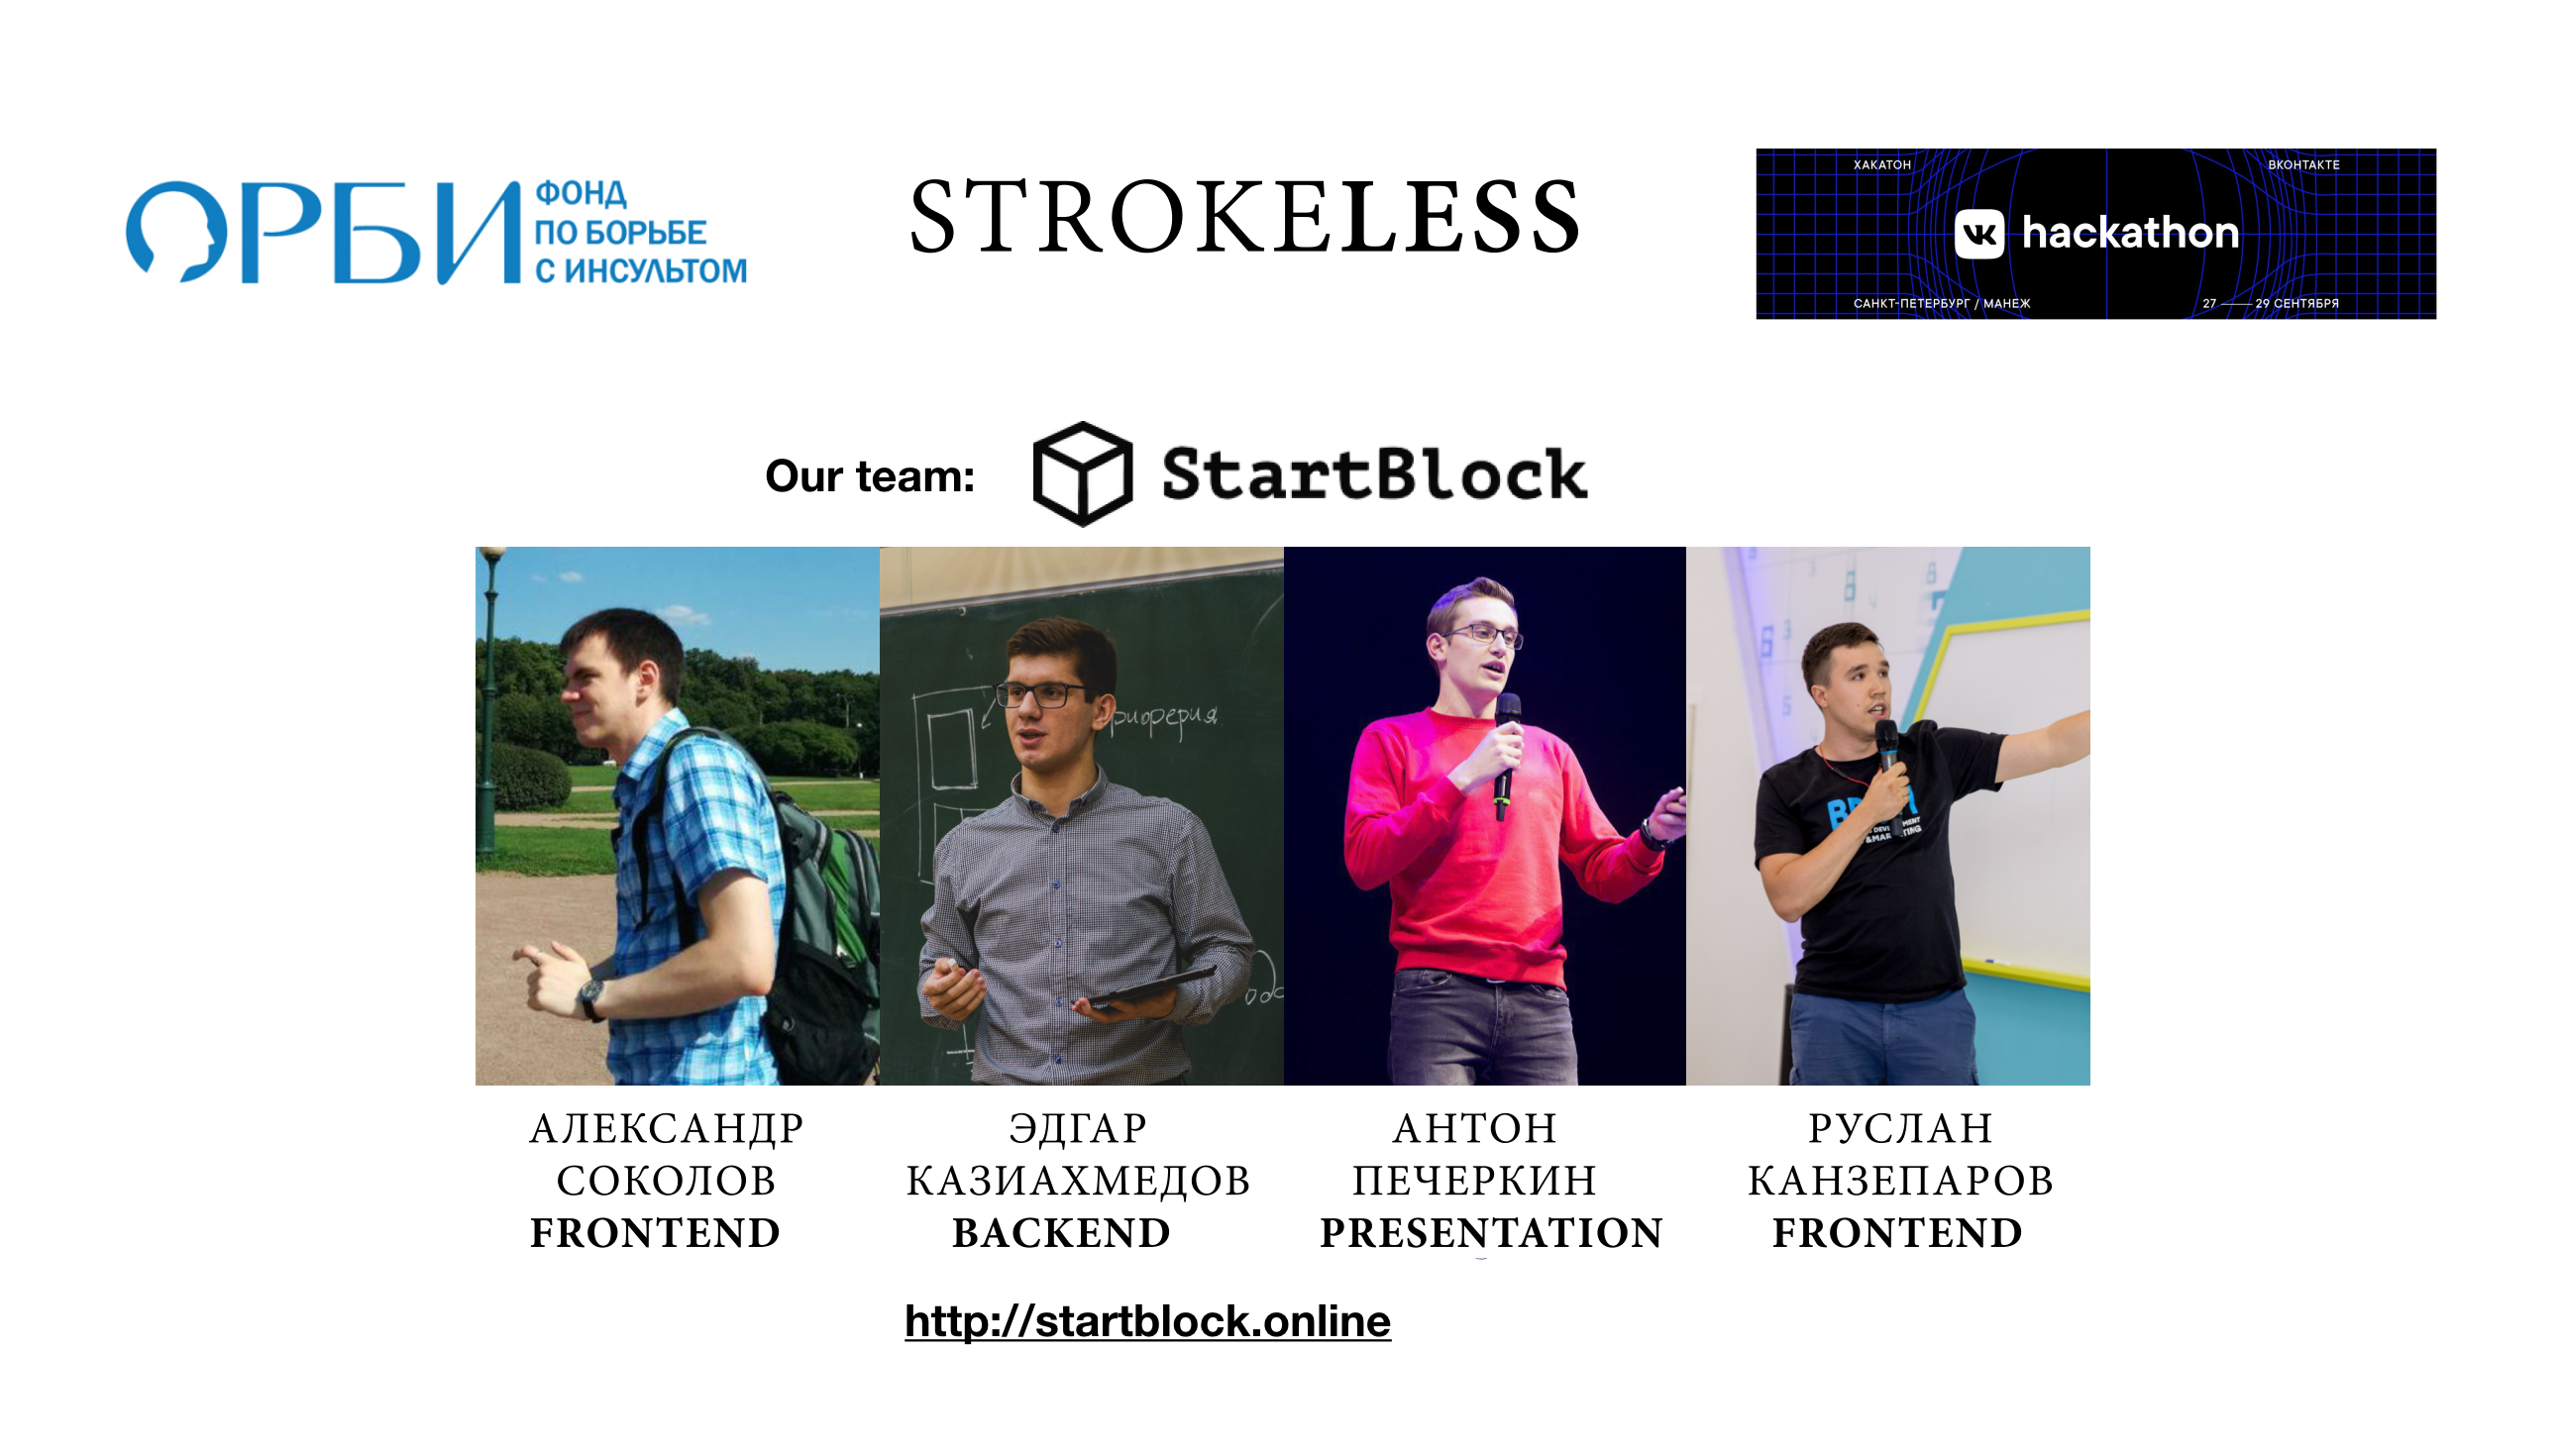 ОРБИ
ФОНД
ПО БОРЬБЕ
С ИНСУЛЬТОМ
STROKELESS
ХАКАТОН
ВКОНТАКТЕ
hackathon
САНКТ-ПЕТЕРБУРГ / МАНЕЖ
27 — 29 СЕНТЯБРЯ
Our team:
StartBlock
АЛЕКСАНДР
СОКОЛОВ
FRONTEND
ЭДГАР
КАЗИАХМЕДОВ
BACKEND
АНТОН
ПЕЧЕРКИН
PRESENTATION
РУСЛАН
КАНЗЕПАРОВ
FRONTEND
http://startblock.online